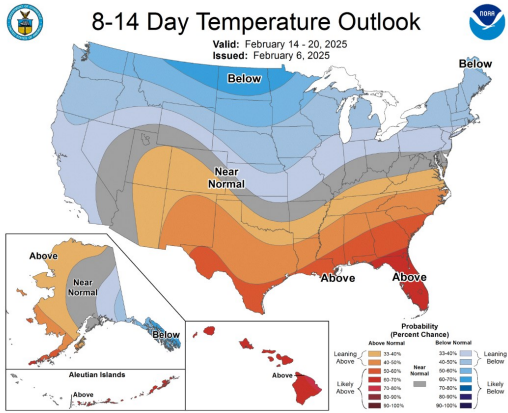 8-14 Day Temperature Outlook
NOAA
Valid: February 14 - 20, 2025
Issued: February 6, 2025
Below
Below
Near
Normal
Above
Above
Above
Near
Normal
Below
Aleutian Islands
Above
Above
Probability
(Percent Chance)
Above Normal
Below Normal
Leaning
Above
33-40%
40-50%
Near
Normal
33-40%
40-50%
Leaning
Below
Likely
Above
50-60%
60-70%
70-80%
80-90%
90-100%
50-60%
60-70%
70-80%
80-90%
90-100%
Likely
Below